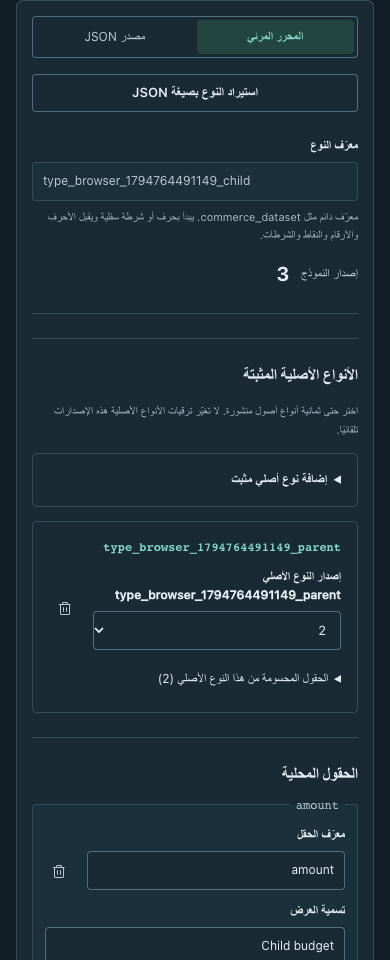 المحرر المرئي
مصدر JSON
استيراد النوع بصيغة JSON
معرّف النوع
type_browser_1794764491149_child
معرّف دائم مثل commerce_dataset. يبدأ بحرف أو شرطة سفلية ويقبل الأحرف
والأرقام والنقاط والشرطات.
إصدار النموذج 3
الأنواع الأصلية المثبتة
اختر حتى ثمانية أنواع أصول منشورة. لا تغيّر ترقيات الأنواع الأصلية هذه الإصدارات
تلقائيًا.
إضافة نوع أصلي مثبت
type_browser_1794764491149_parent
إصدار النوع الأصلي
type_browser_1794764491149_parent
2
الحقول المحسومة من هذا النوع الأصلي (2)
الحقول المحلية
amount
معرّف الحقل
amount
تسمية العرض
Child budget